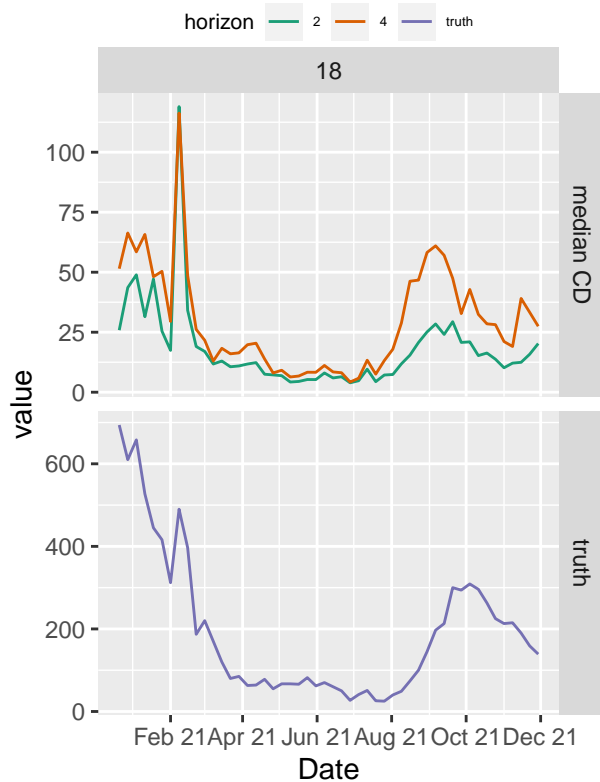 horizon 2 4 truth
18
100
75
50
25
0
median CD
value
600
400
200
0
truth
Feb 21 Apr 21 Jun 21 Aug 21 Oct 21 Dec 21
Date